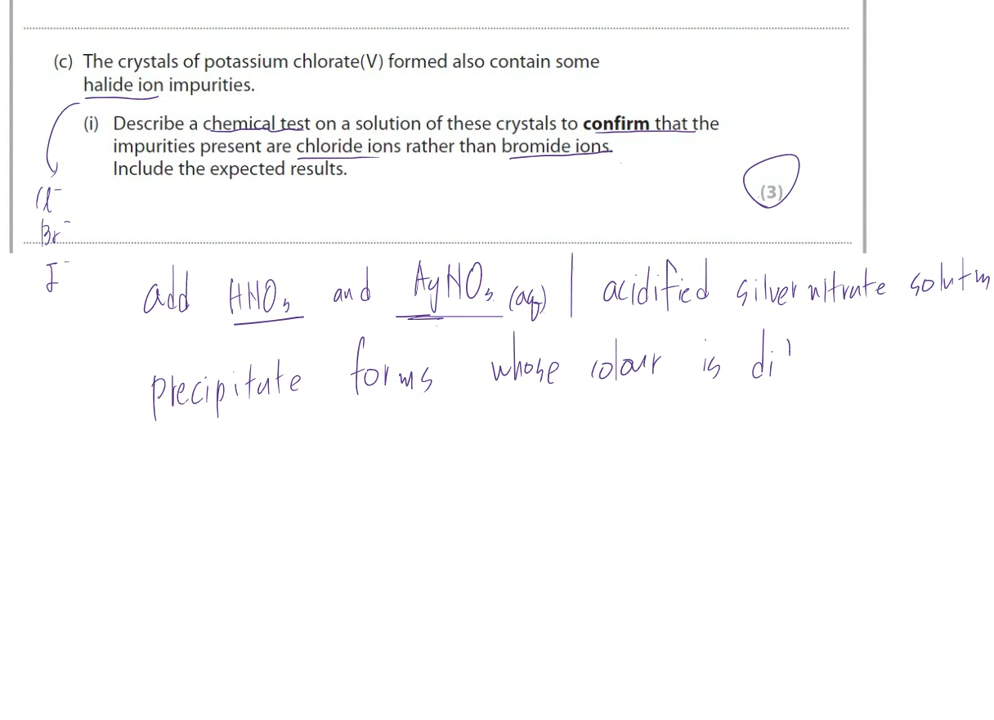 (c) The crystals of potassium chlorate(V) formed also contain some
halide ion impurities.
(i) Describe a chemical test on a solution of these crystals to confirm that the
impurities present are chloride ions rather than bromide ions.
Include the expected results.
(3)
Cl⁻
Br⁻
I⁻
add HNO₃ and AgNO₃ (aq) | acidified silver nitrate solution
precipitate forms whose colour is di